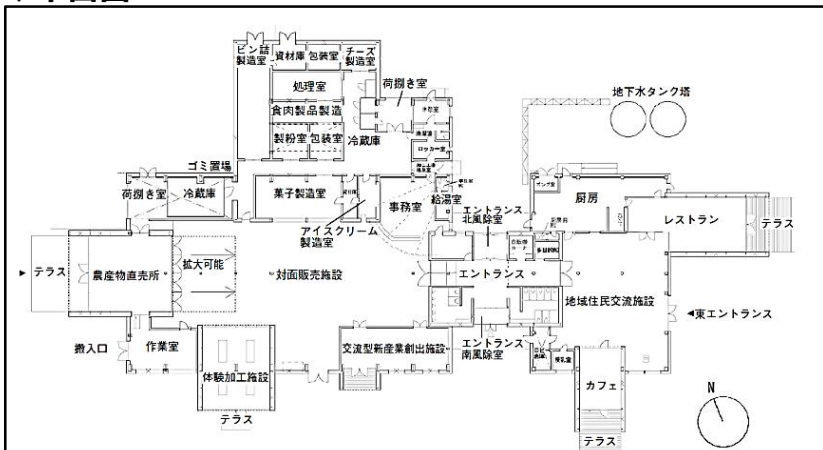 ビン詰
製造室
資材庫
包装室
チーズ
製造室
荷捌き室
処理室
食肉製品製造
製粉室
包装室
冷蔵庫
ロッカー室
地下水タンク塔
ゴミ置場
荷捌き室
冷蔵庫
菓子製造室
事務室
給湯室
アイスクリーム
製造室
エントランス
北風除室
厨房
レストラン
テラス
テラス
農産物直売所
拡大可能
対面販売施設
エントランス
地域住民交流施設
東エントランス
搬入口
作業室
体験加工施設
テラス
交流型新産業創出施設
エントランス
南風除室
授乳室
カフェ
テラス
N